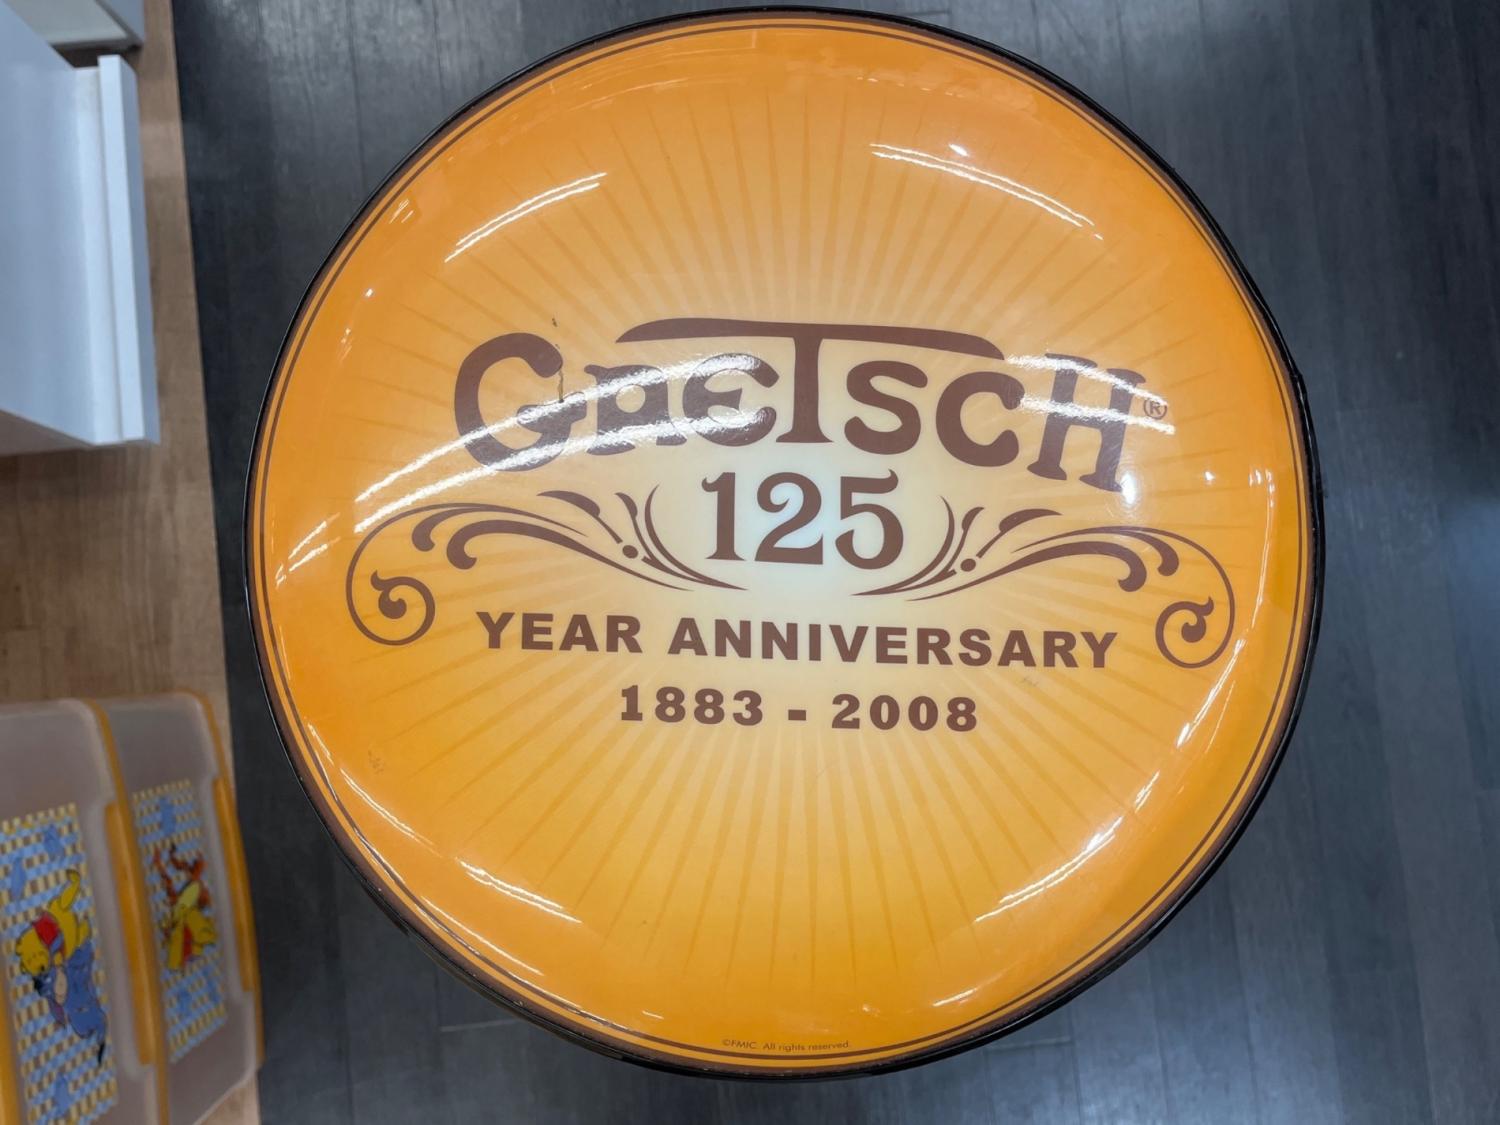 GRETSCH®
125
YEAR ANNIVERSARY
1883 - 2008
©FMIC. All rights reserved.